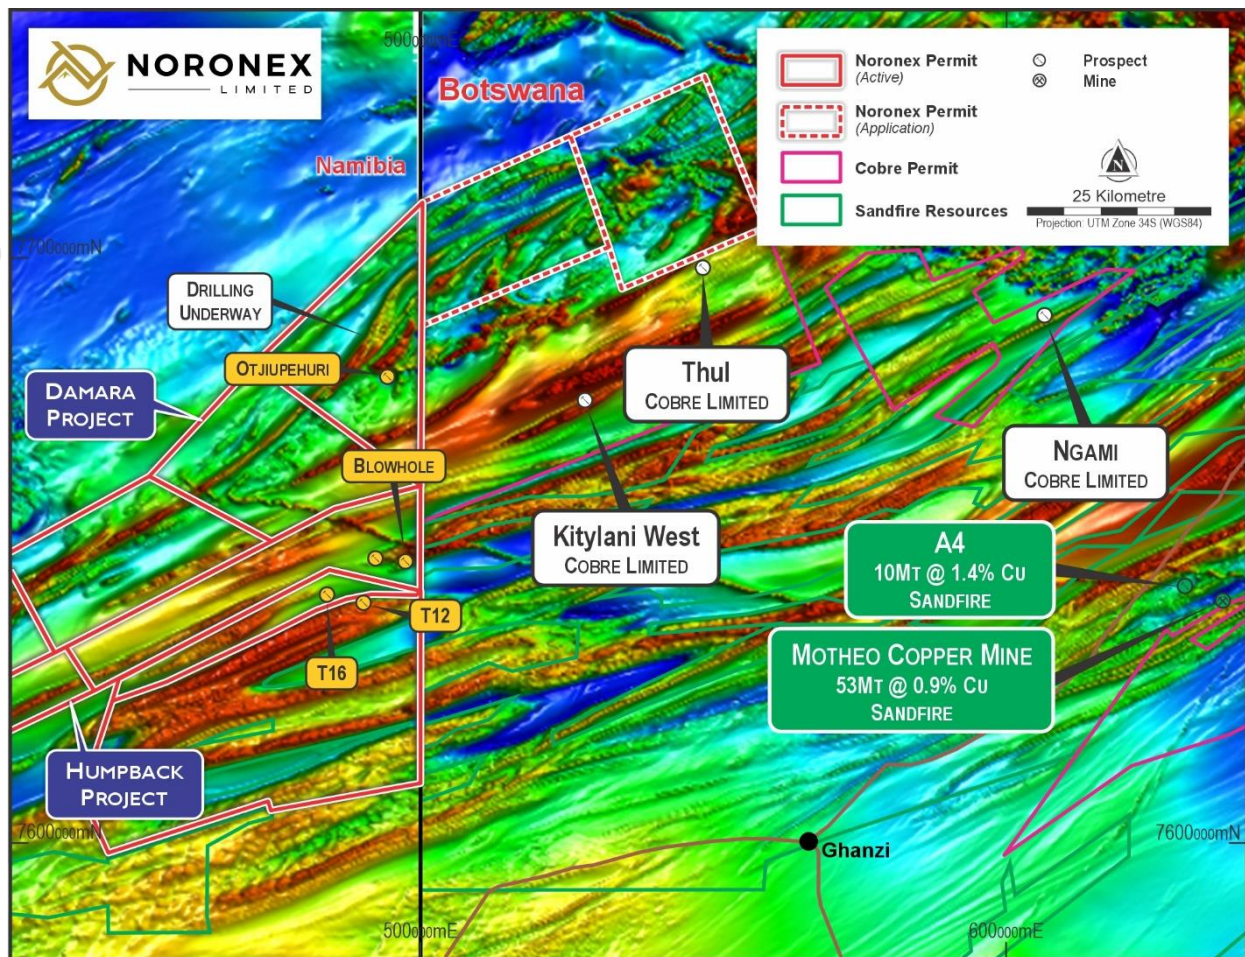 NORONEX
LIMITED
500000mE
Botswana
Namibia
Noronex Permit
(Active)
Noronex Permit
(Application)
Cobre Permit
Sandfire Resources
Prospect
Mine
N
25 Kilometre
Projection: UTM Zone 34S (WGS84)
7700000mN
DRILLING
UNDERWAY
OTJIUPEHURI
DAMARA
PROJECT
BLOWHOLE
Thul
COBRE LIMITED
NGAMI
COBRE LIMITED
Kitylani West
COBRE LIMITED
A4
10MT @ 1.4% CU
SANDFIRE
T12
T16
MOTHEO COPPER MINE
53MT @ 0.9% CU
SANDFIRE
HUMPBACK
PROJECT
7600000mN
7600000mN
Ghanzi
500000mE
600000mE